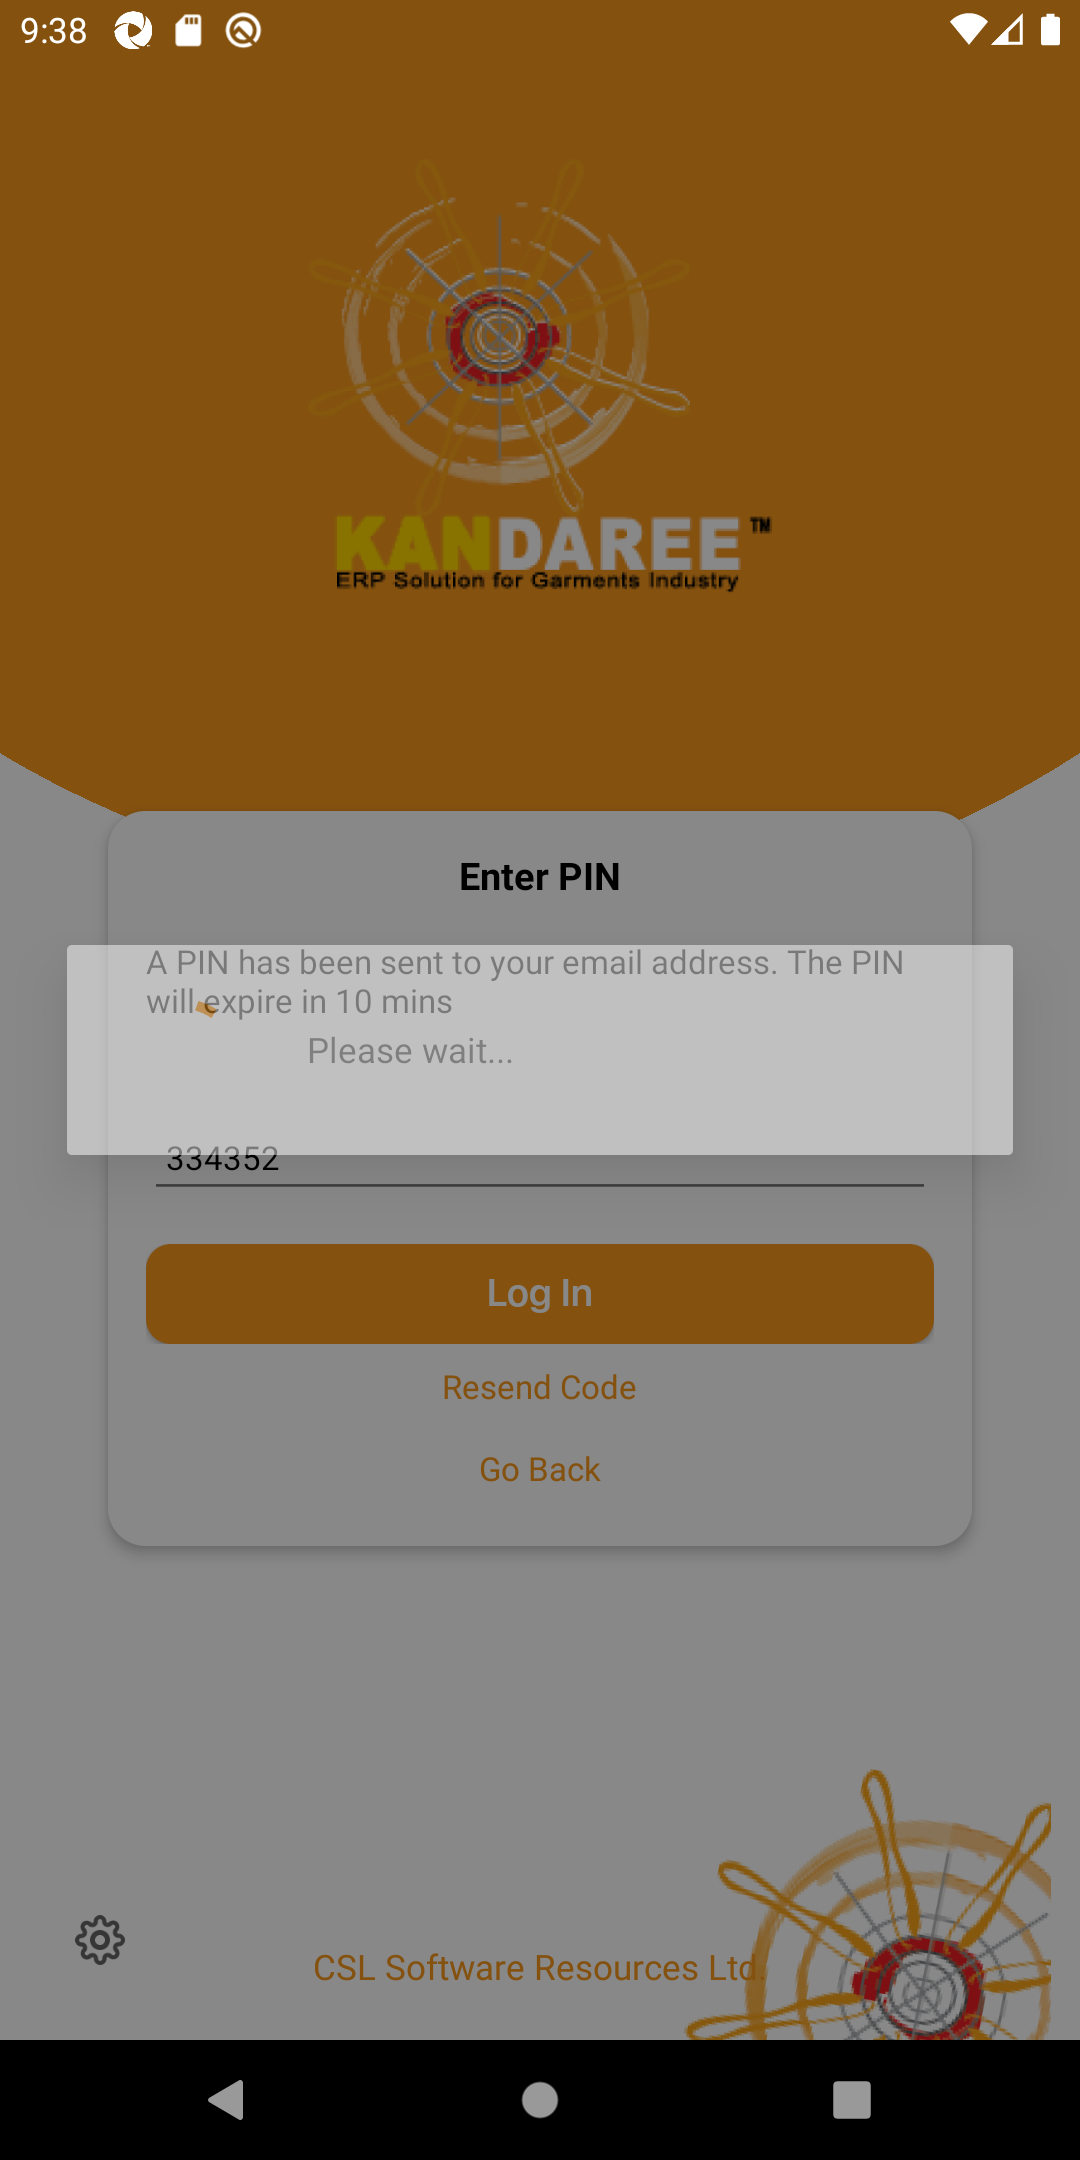 9:38
KANDAREE™
ERP Solution for Garments Industry
Enter PIN
A PIN has been sent to your email address. The PIN
will expire in 10 mins
Please wait...
334352
Log In
Resend Code
Go Back
CSL Software Resources Ltd.